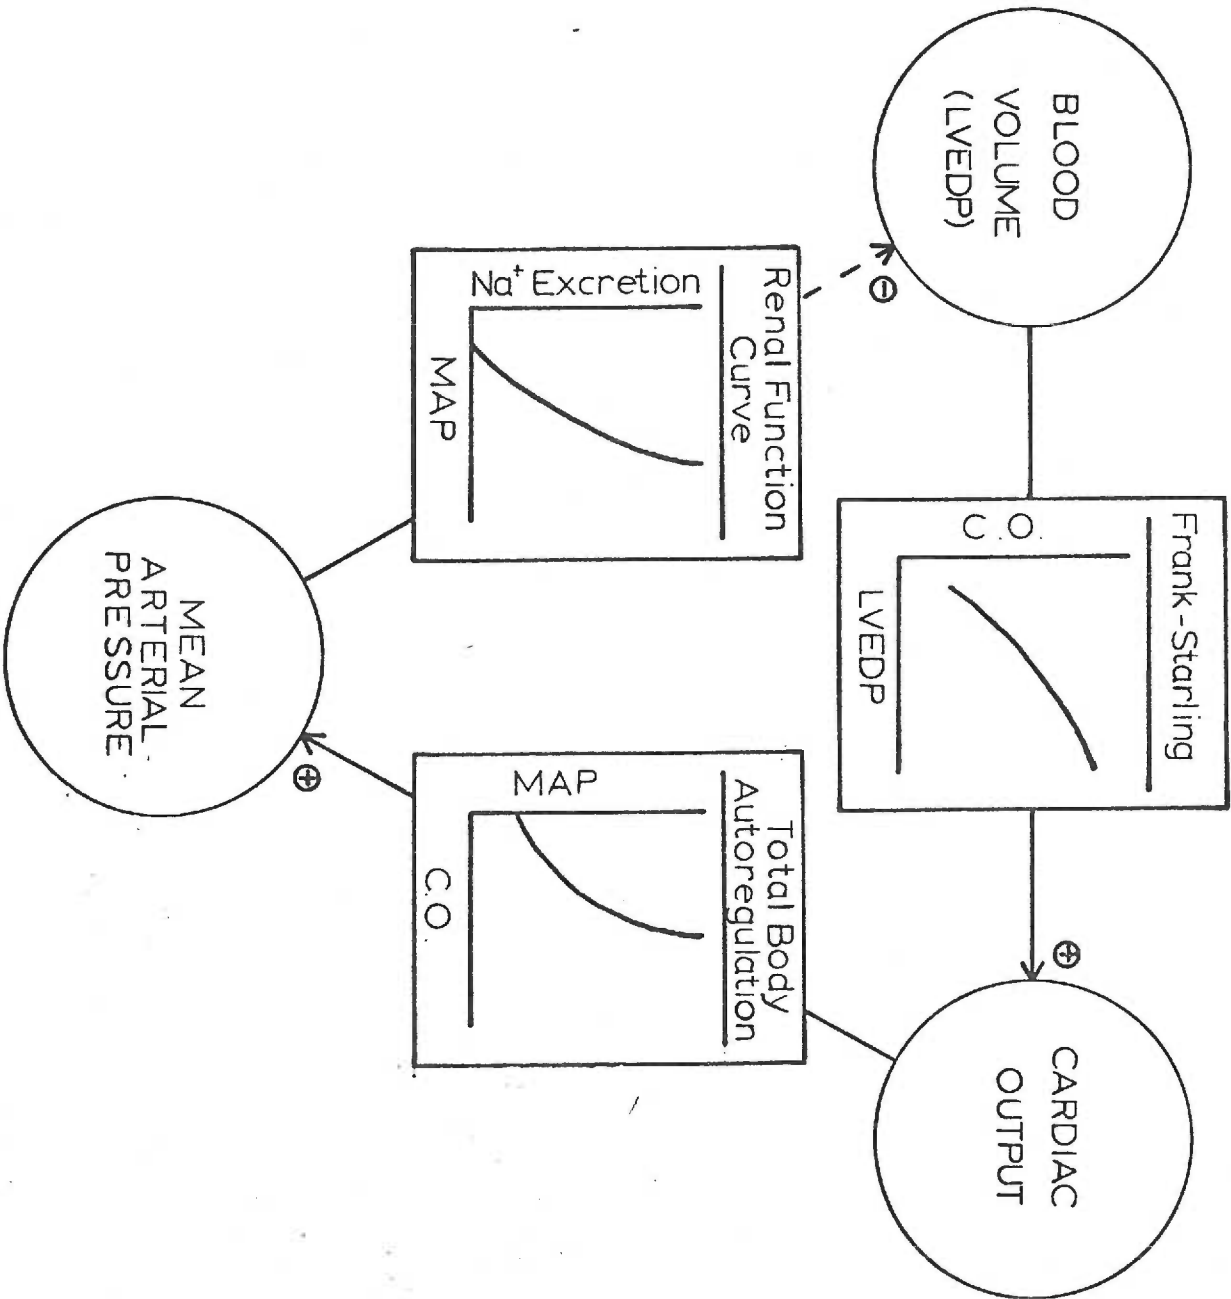 BLOOD
VOLUME
(LVEDP)
Frank-Starling
C.O.
LVEDP
⊕
CARDIAC
OUTPUT
⊖
Renal Function
Curve
Na⁺ Excretion
MAP
Total Body
Autoregulation
MAP
C.O
⊕
MEAN
ARTERIAL
PRESSURE